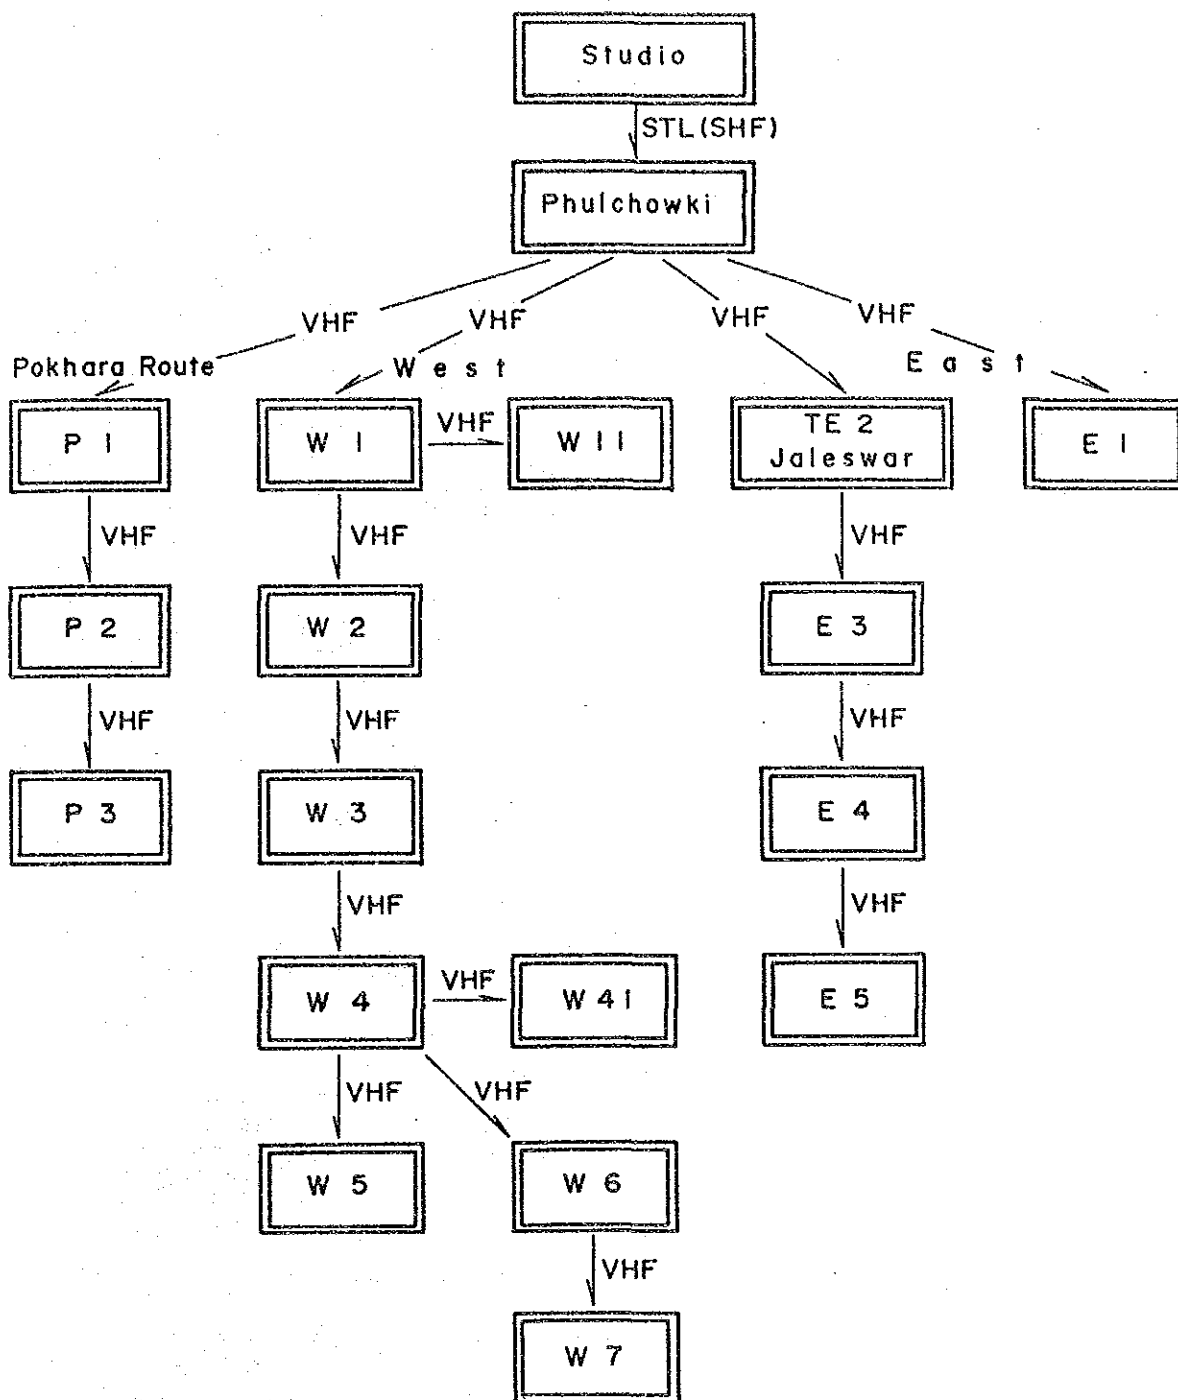 Studio
STL(SHF)
Phulchowki
VHF
VHF
VHF
VHF
Pokhara Route
West
East
P 1
W 1
VHF
W 11
TE 2
Jaleswar
E 1
VHF
VHF
VHF
P 2
W 2
E 3
VHF
VHF
VHF
P 3
W 3
E 4
VHF
VHF
W 4
VHF
W 41
E 5
VHF
VHF
W 5
W 6
VHF
W 7